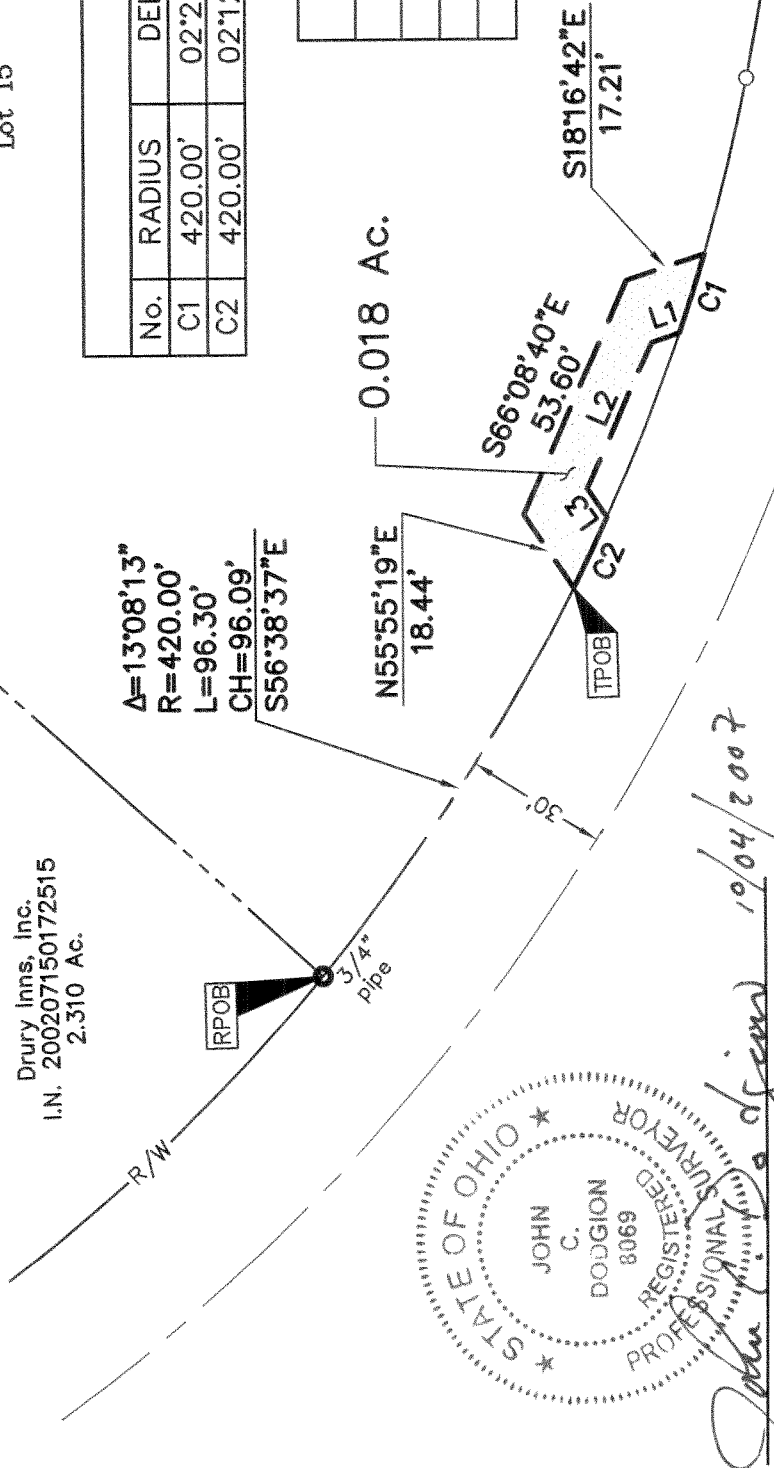 Lot 15
No. RADIUS
C1 420.00'
C2 420.00'
Drury Inns, Inc.
I.N. 200207150172515
2.310 Ac.
RPOB
3/4"
pipe
R/W
Δ=13°08'13"
R=420.00'
L=96.30'
CH=96.09'
S56°38'37"E
0.018 Ac.
N55°55'19"E
18.44'
S66°08'40"E
53.60'
S18°16'42"E
17.21'
L1
L2
L3
C1
C2
TPOB
30'
STATE OF OHIO
JOHN
C.
DODGION
8069
REGISTERED
PROFESSIONAL SURVEYOR
John C. Dodgion 10/04/2007